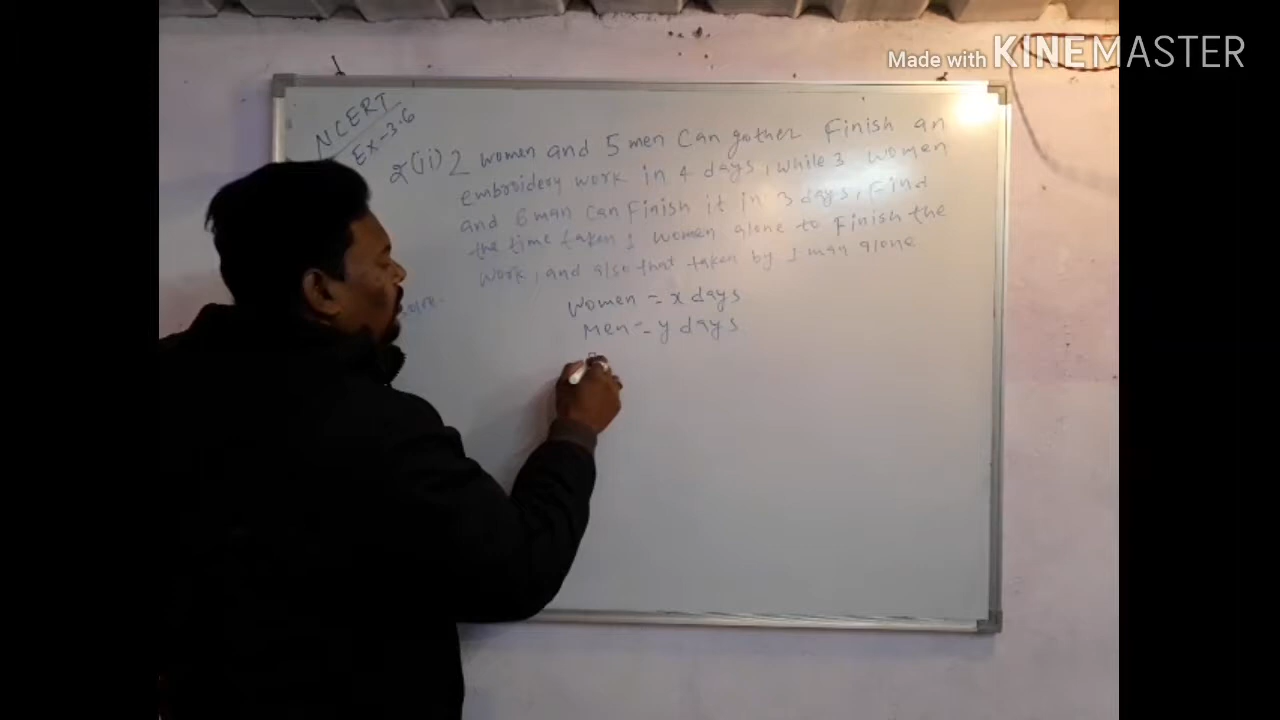 Made with KINEMASTER
NCERT
Ex-3.6
2(ii) 2 women and 5 men Can gother Finish an
embroidery work in 4 days, while 3 women
and 6 man Can Finish it in 3 days, Find
the time taken 1 women alone to Finish the
work, and also that taken by 1 man alone
Women = x days
Men = y days